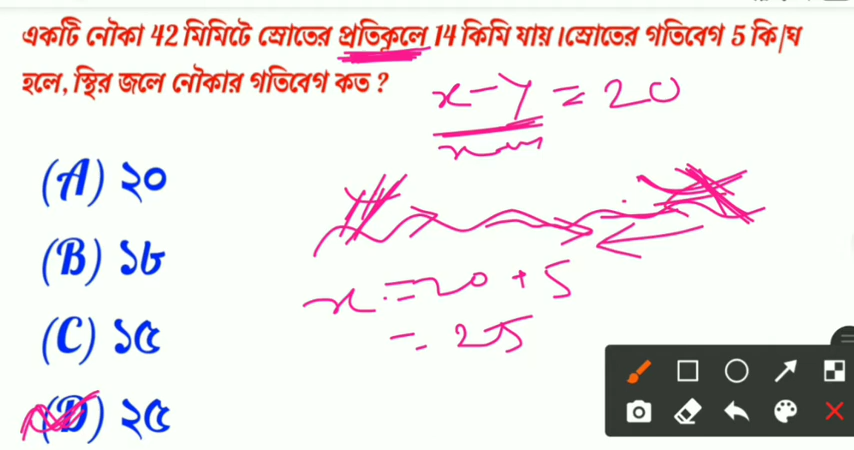 একটি নৌকা 42 মিমিটে স্রোতের প্রতিকূলে 14 কিমি যায় ।স্রোতের গতিবেগ 5 কি/ঘ
হলে, স্থির জলে নৌকার গতিবেগ কত ?
x - y = 20
(A) ২০
(B) ১৮
x = 20 + 5
(C) ১৫
= 25
(D) ২৫